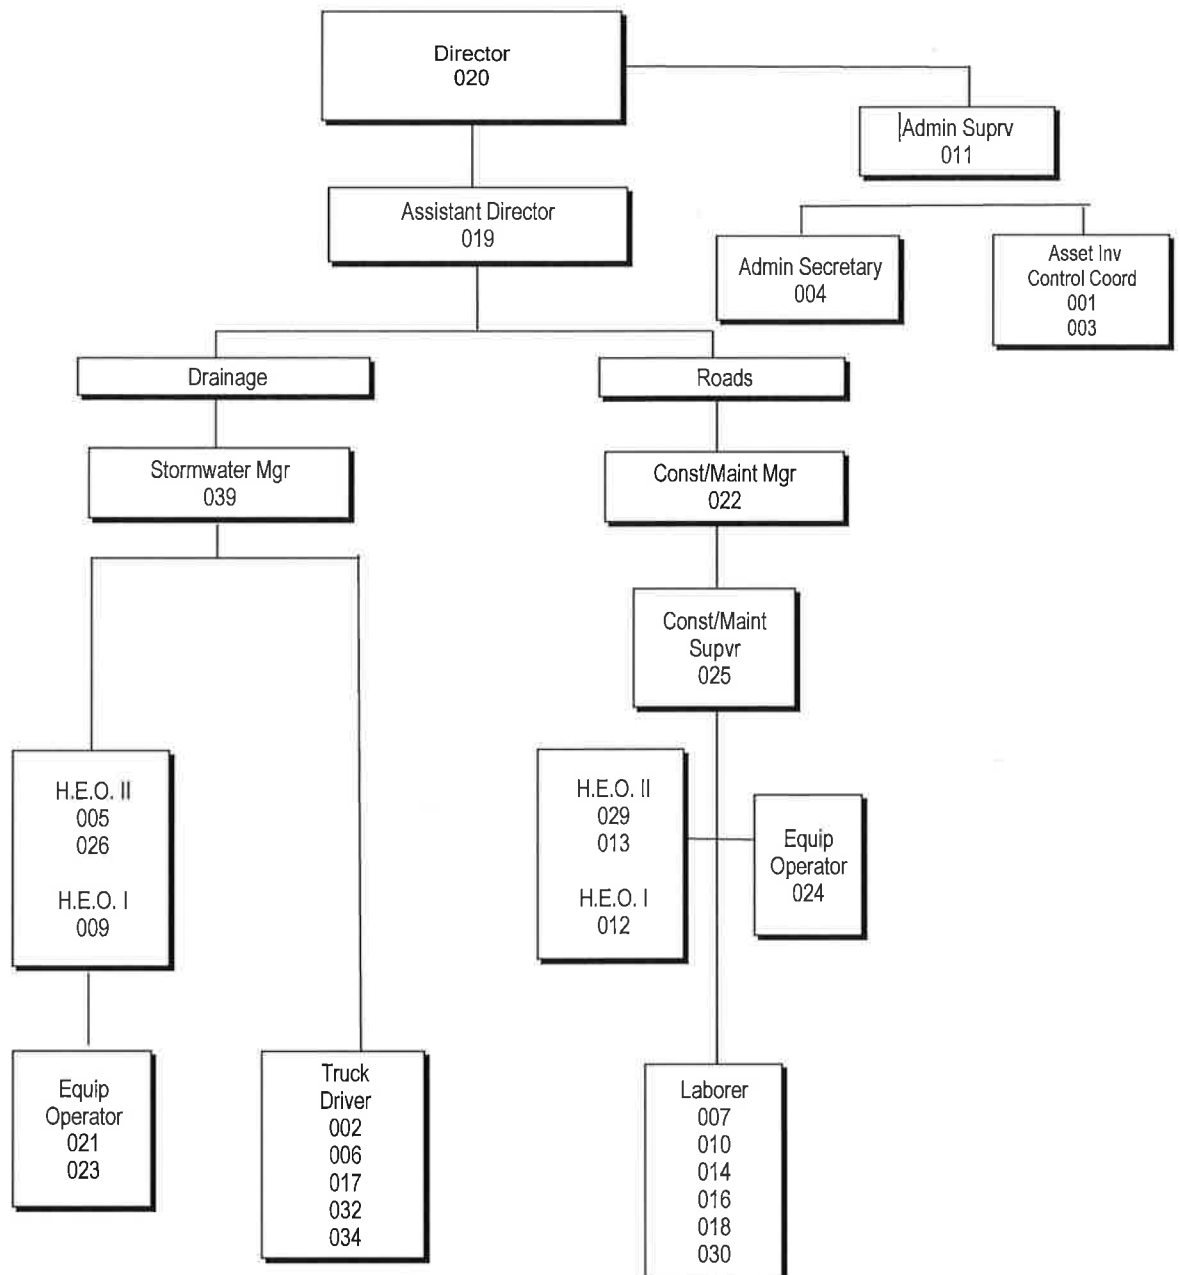 Director
020
Admin Suprv
011
Assistant Director
019
Admin Secretary
004
Asset Inv
Control Coord
001
003
Drainage
Roads
Stormwater Mgr
039
Const/Maint Mgr
022
Const/Maint
Supvr
025
H.E.O. II
005
026
H.E.O. I
009
H.E.O. II
029
013
H.E.O. I
012
Equip
Operator
024
Equip
Operator
021
023
Truck
Driver
002
006
017
032
034
Laborer
007
010
014
016
018
030